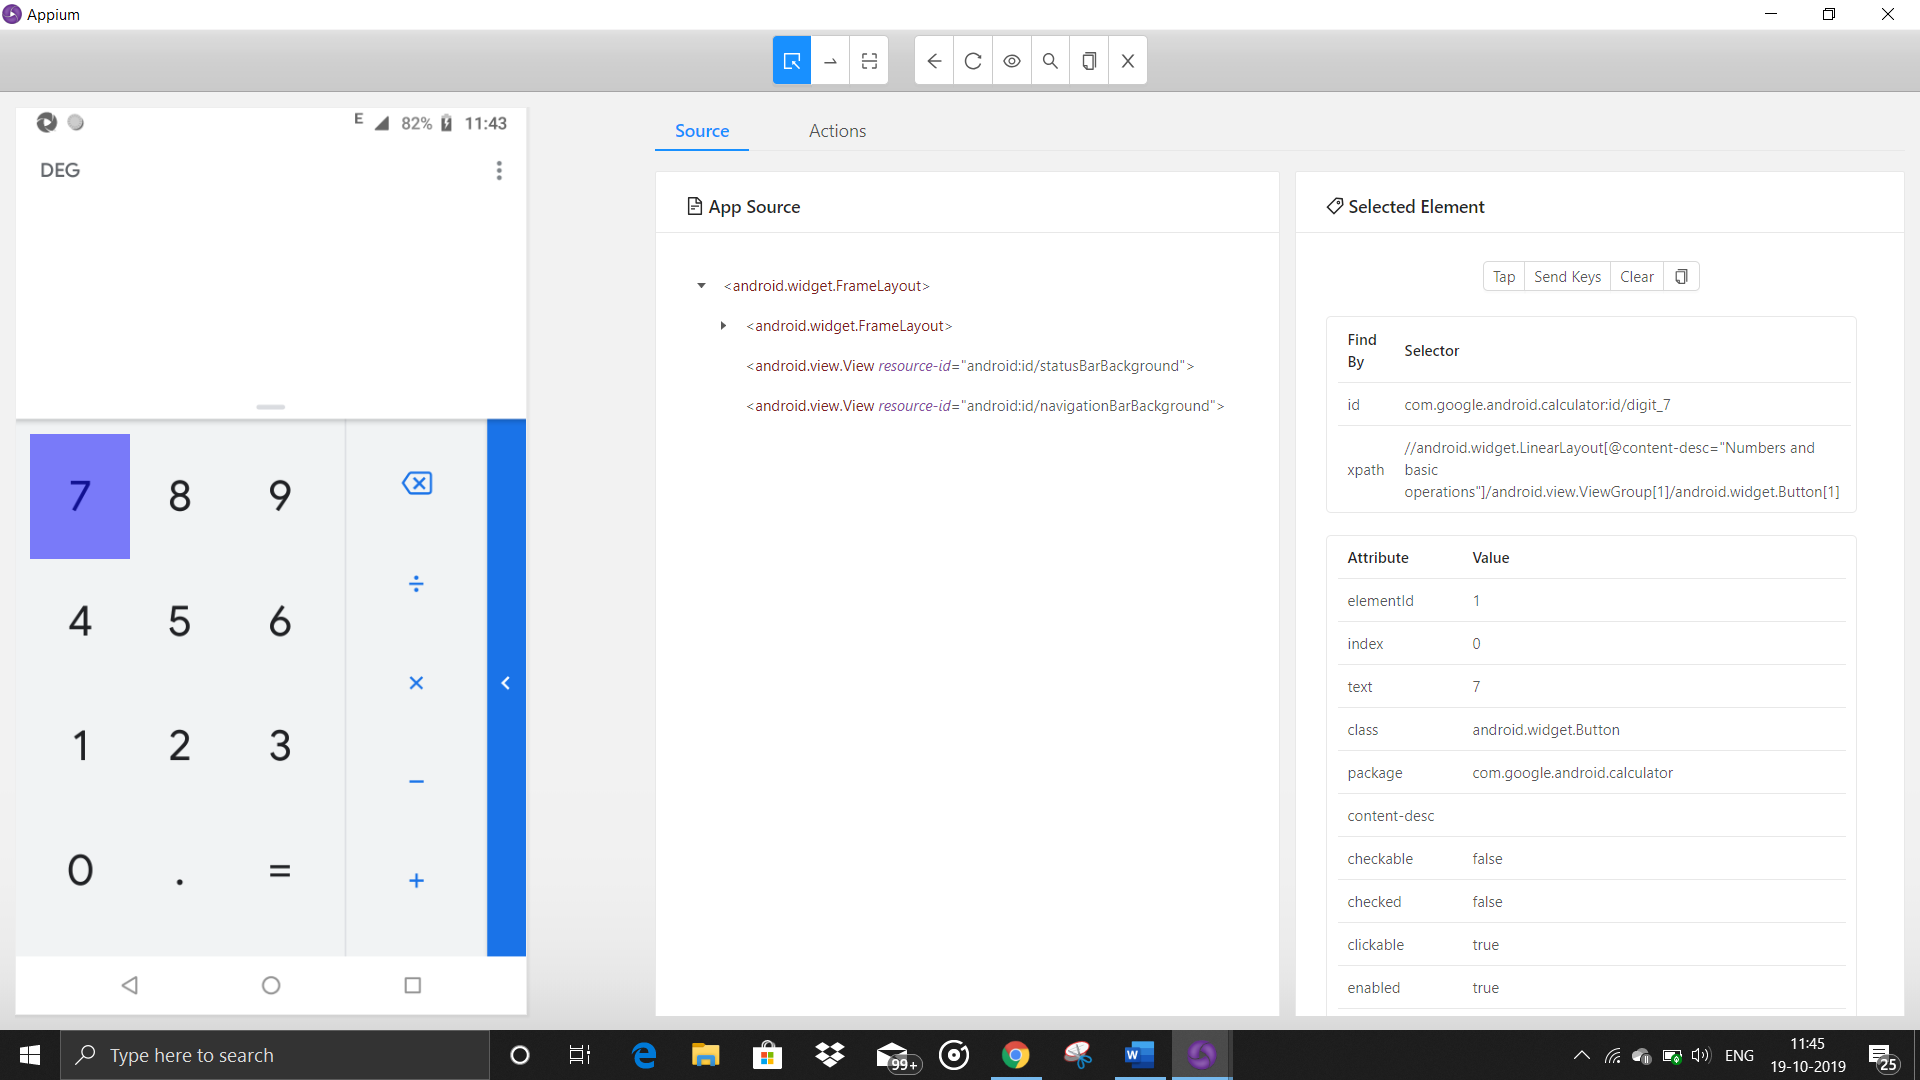 Appium
E 82% 11:43
DEG
7 8 9
4 5 6
÷
×
1 2 3
−
0 . =
+
Source Actions
App Source
<android.widget.FrameLayout>
<android.widget.FrameLayout>
<android.view.View resource-id="android:id/statusBarBackground">
<android.view.View resource-id="android:id/navigationBarBackground">
Selected Element
Tap Send Keys Clear
Find By Selector
id com.google.android.calculator:id/digit_7
xpath //android.widget.LinearLayout[@content-desc="Numbers and
basic
operations"]/android.view.ViewGroup[1]/android.widget.Button[1]
Attribute Value
elementId 1
index 0
text 7
class android.widget.Button
package com.google.android.calculator
content-desc
checkable false
checked false
clickable true
enabled true
Type here to search
99+
W
ENG
11:45
19-10-2019
25